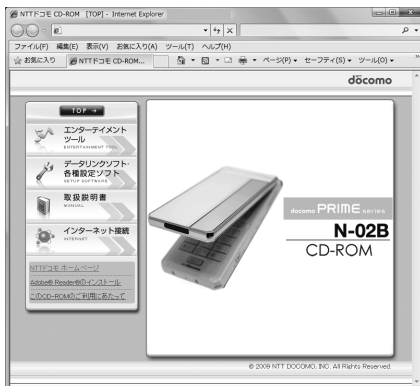 NTTドコモ CD-ROM [TOP] - Internet Explorer
ファイル(F) 編集(E) 表示(V) お気に入り(A) ツール(T) ヘルプ(H)
お気に入り NTTドコモ CD-ROM... ページ(P) セーフティ(S) ツール(O)
döcomo
TOP
エンターテイメント
ツール
ENTERTAINMENT TOOL
データリンクソフト・
各種設定ソフト
SETUP SOFTWARE
取扱説明書
MANUAL
インターネット接続
INTERNET
NTTドコモ ホームページ
Adobe® Reader®のインストール
このCD-ROMのご利用にあたって
docomo PRIME series
N-02B
CD-ROM
© 2009 NTT DOCOMO, INC. All Rights Reserved.